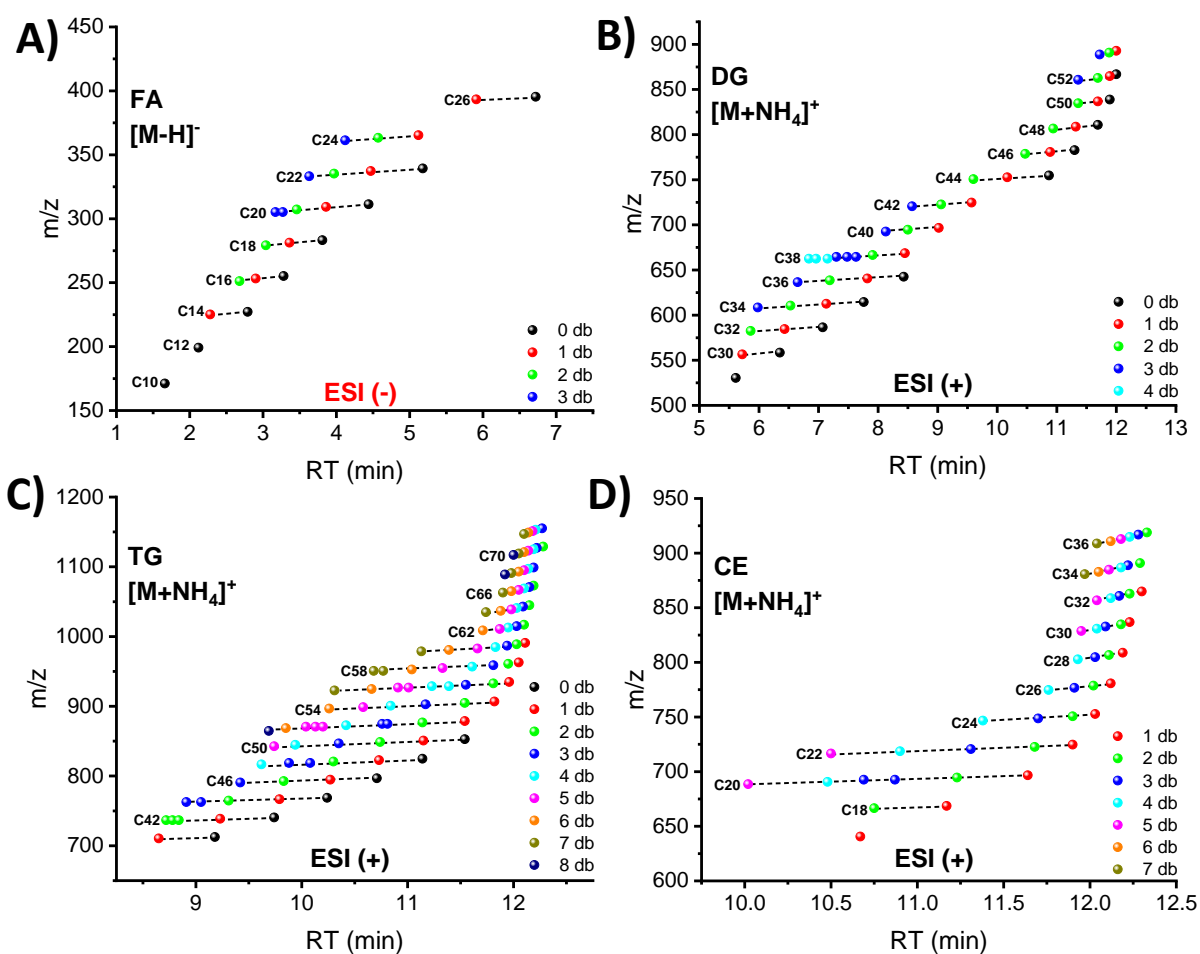 A)
FA
[M-H]⁻
m/z
450
400
350
300
250
200
150
C26
C24
C22
C20
C18
C16
C14
C12
C10
0 db
1 db
2 db
3 db
ESI (-)
1 2 3 4 5 6 7
RT (min)
B)
DG
[M+NH₄]⁺
m/z
900
850
800
750
700
650
600
550
500
C52
C50
C48
C46
C44
C42
C40
C38
C36
C34
C32
C30
0 db
1 db
2 db
3 db
4 db
ESI (+)
5 6 7 8 9 10 11 12 13
RT (min)
C)
TG
[M+NH₄]⁺
m/z
1200
1100
1000
900
800
700
C70
C66
C62
C58
C54
C50
C46
C42
0 db
1 db
2 db
3 db
4 db
5 db
6 db
7 db
8 db
ESI (+)
9 10 11 12
RT (min)
D)
CE
[M+NH₄]⁺
m/z
950
900
850
800
750
700
650
600
C36
C34
C32
C30
C28
C26
C24
C22
C20
C18
1 db
2 db
3 db
4 db
5 db
6 db
7 db
ESI (+)
10.0 10.5 11.0 11.5 12.0 12.5
RT (min)